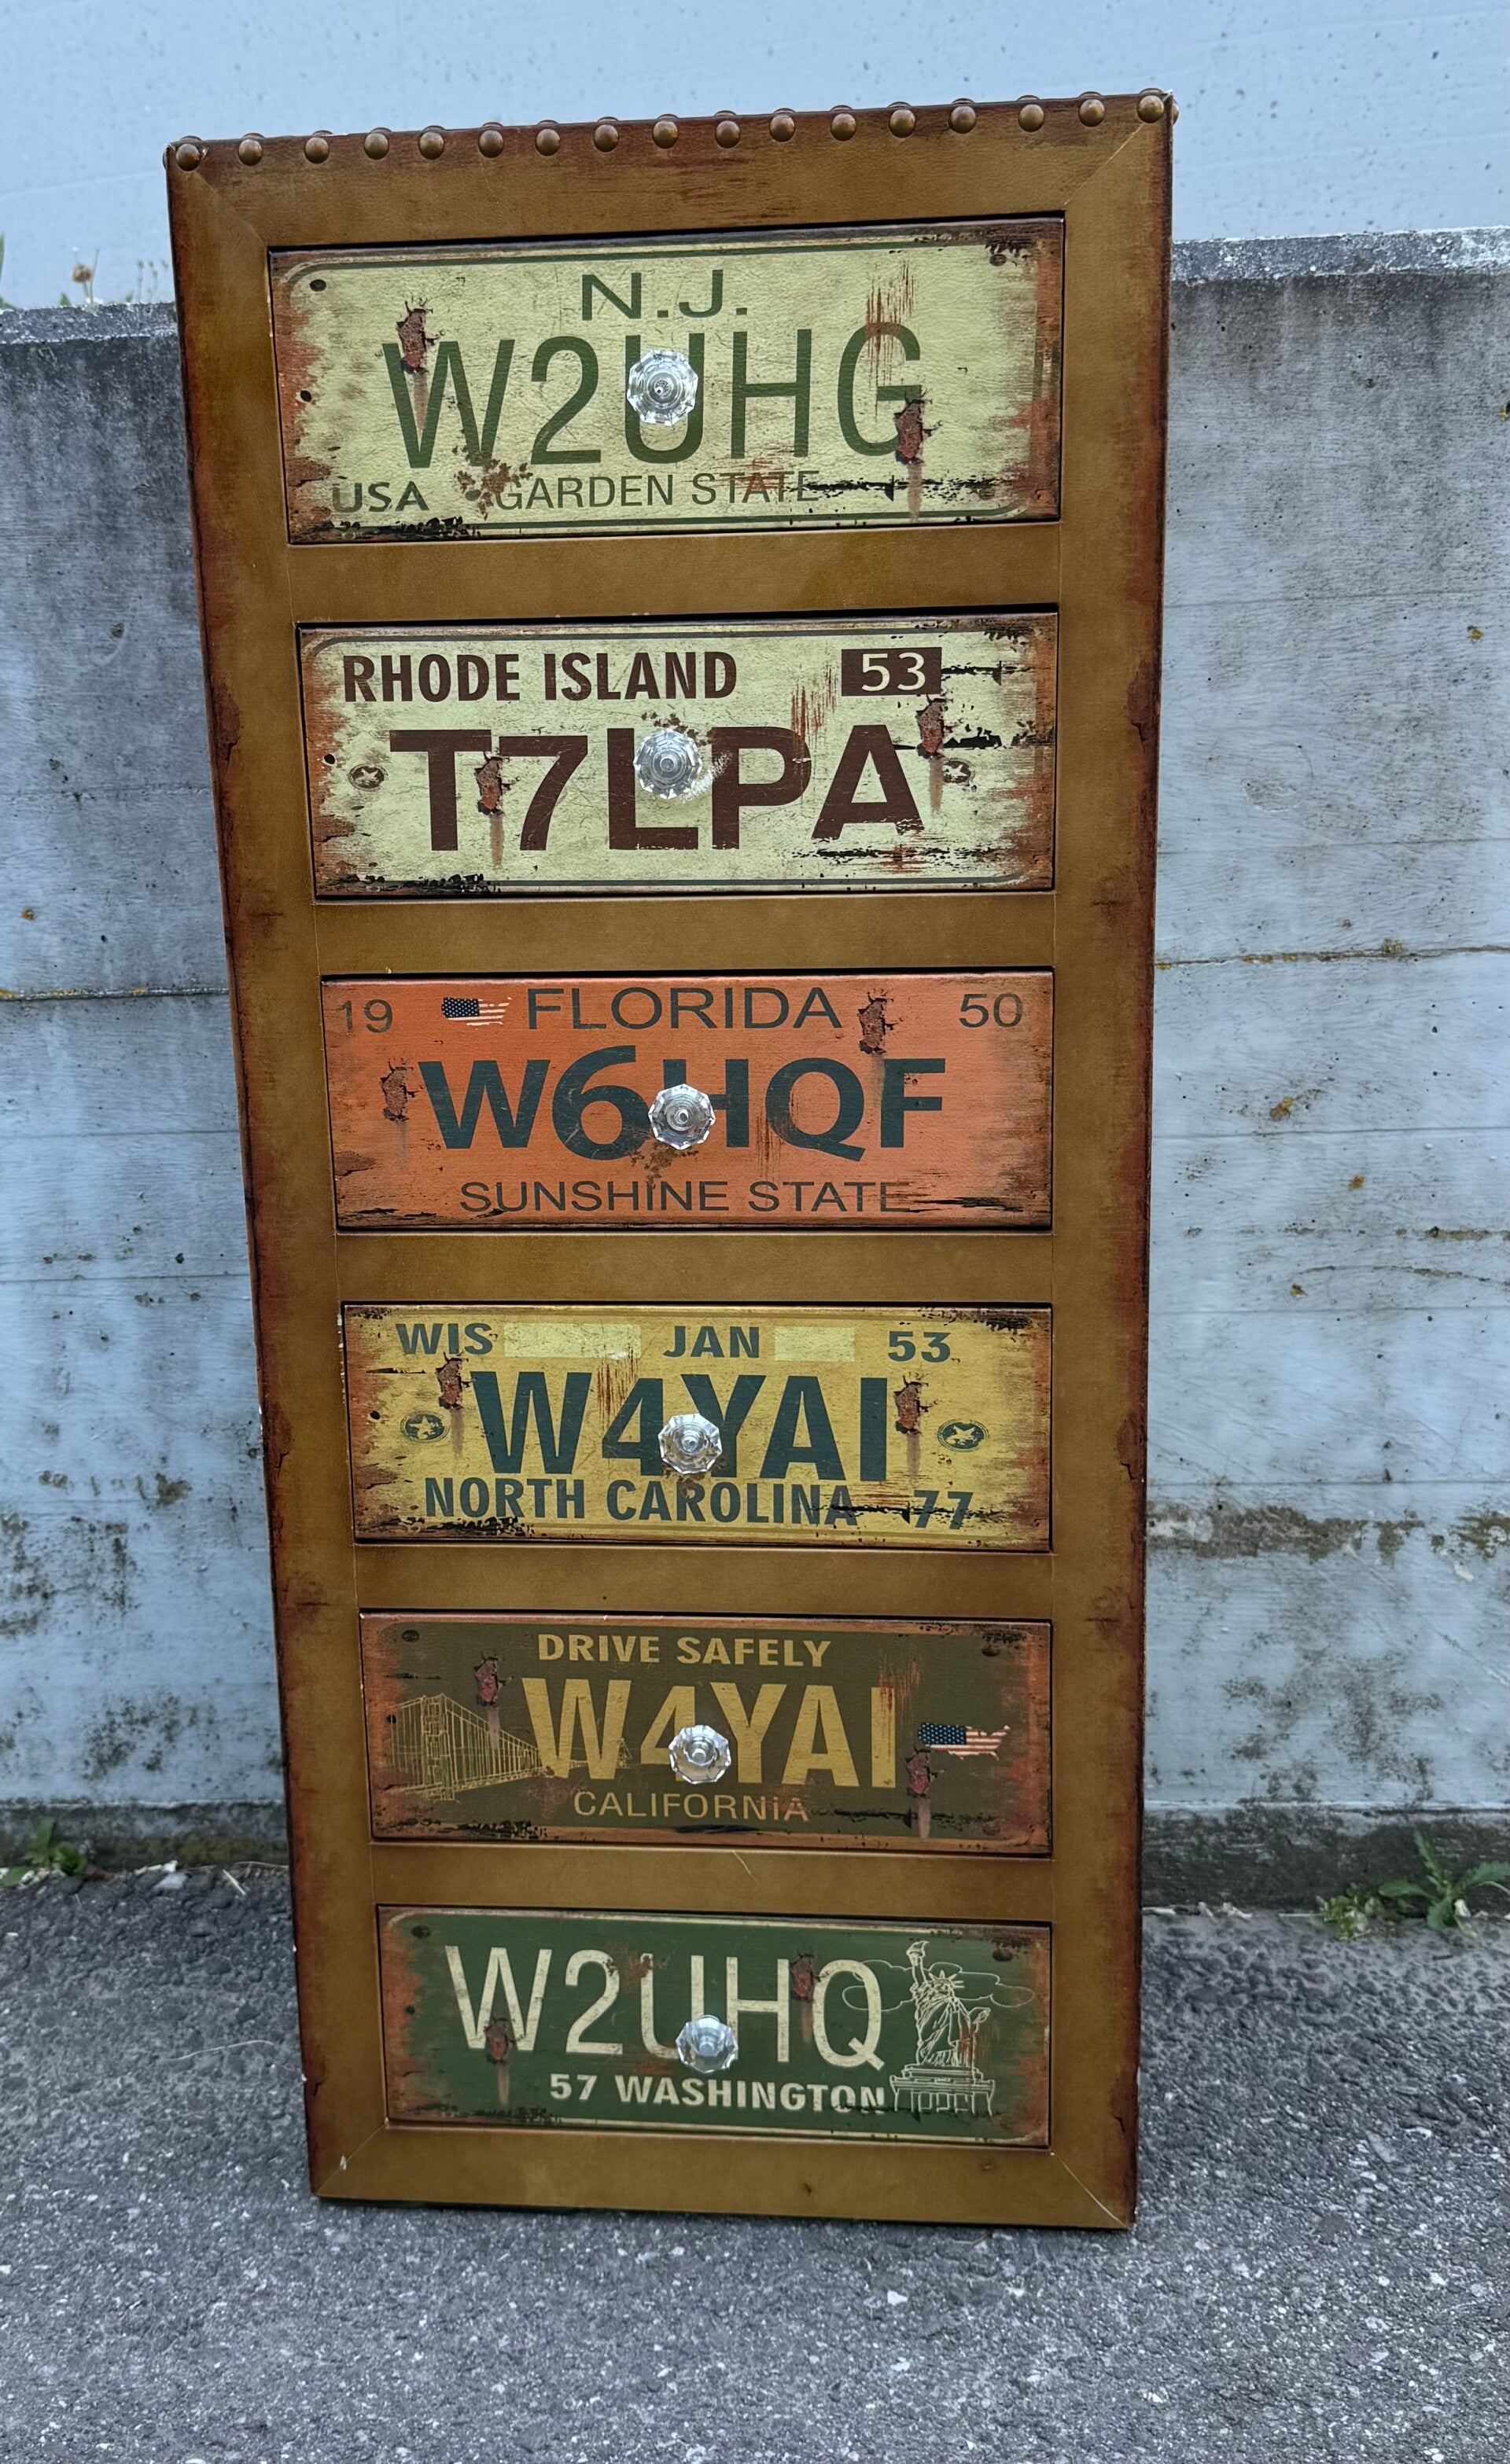 N.J.
W2UHG
USA GARDEN STATE
RHODE ISLAND 53
T7LPA
19 FLORIDA 50
W6HQF
SUNSHINE STATE
WIS JAN 53
W4YAI
NORTH CAROLINA 77
DRIVE SAFELY
W4YAI
CALIFORNIA
W2UHQ
57 WASHINGTON